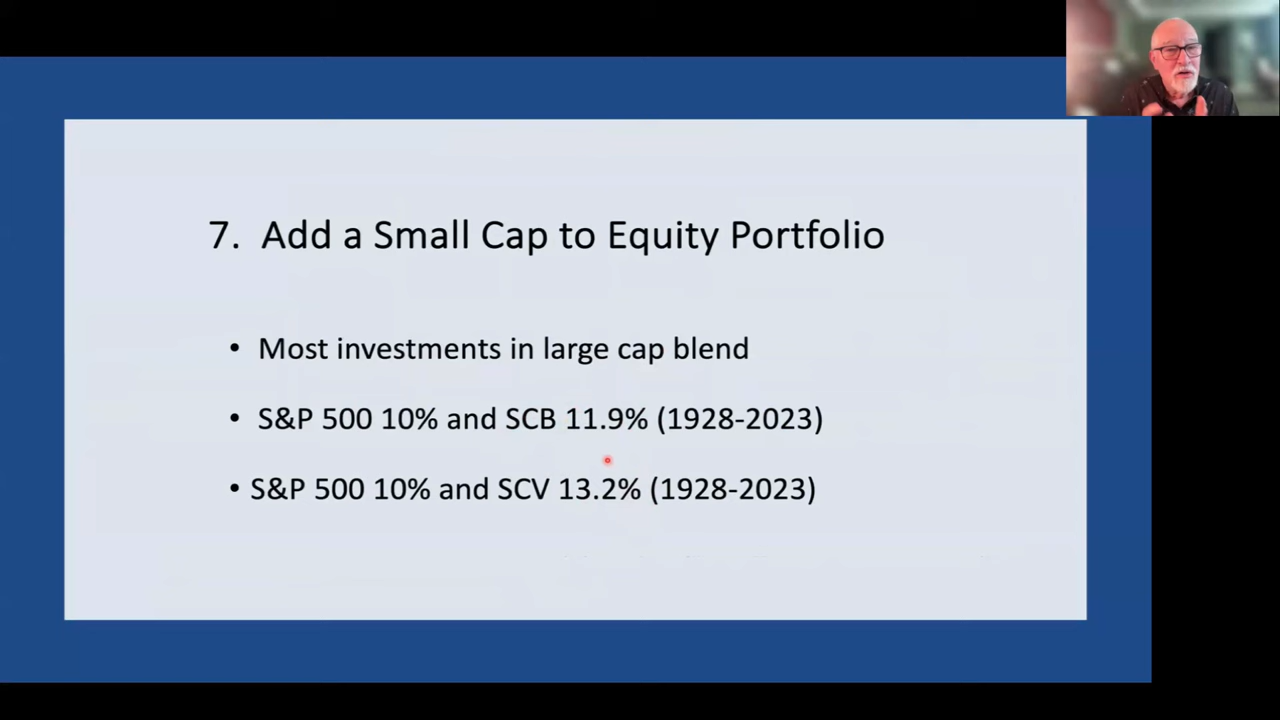 7. Add a Small Cap to Equity Portfolio
• Most investments in large cap blend
• S&P 500 10% and SCB 11.9% (1928-2023)
• S&P 500 10% and SCV 13.2% (1928-2023)